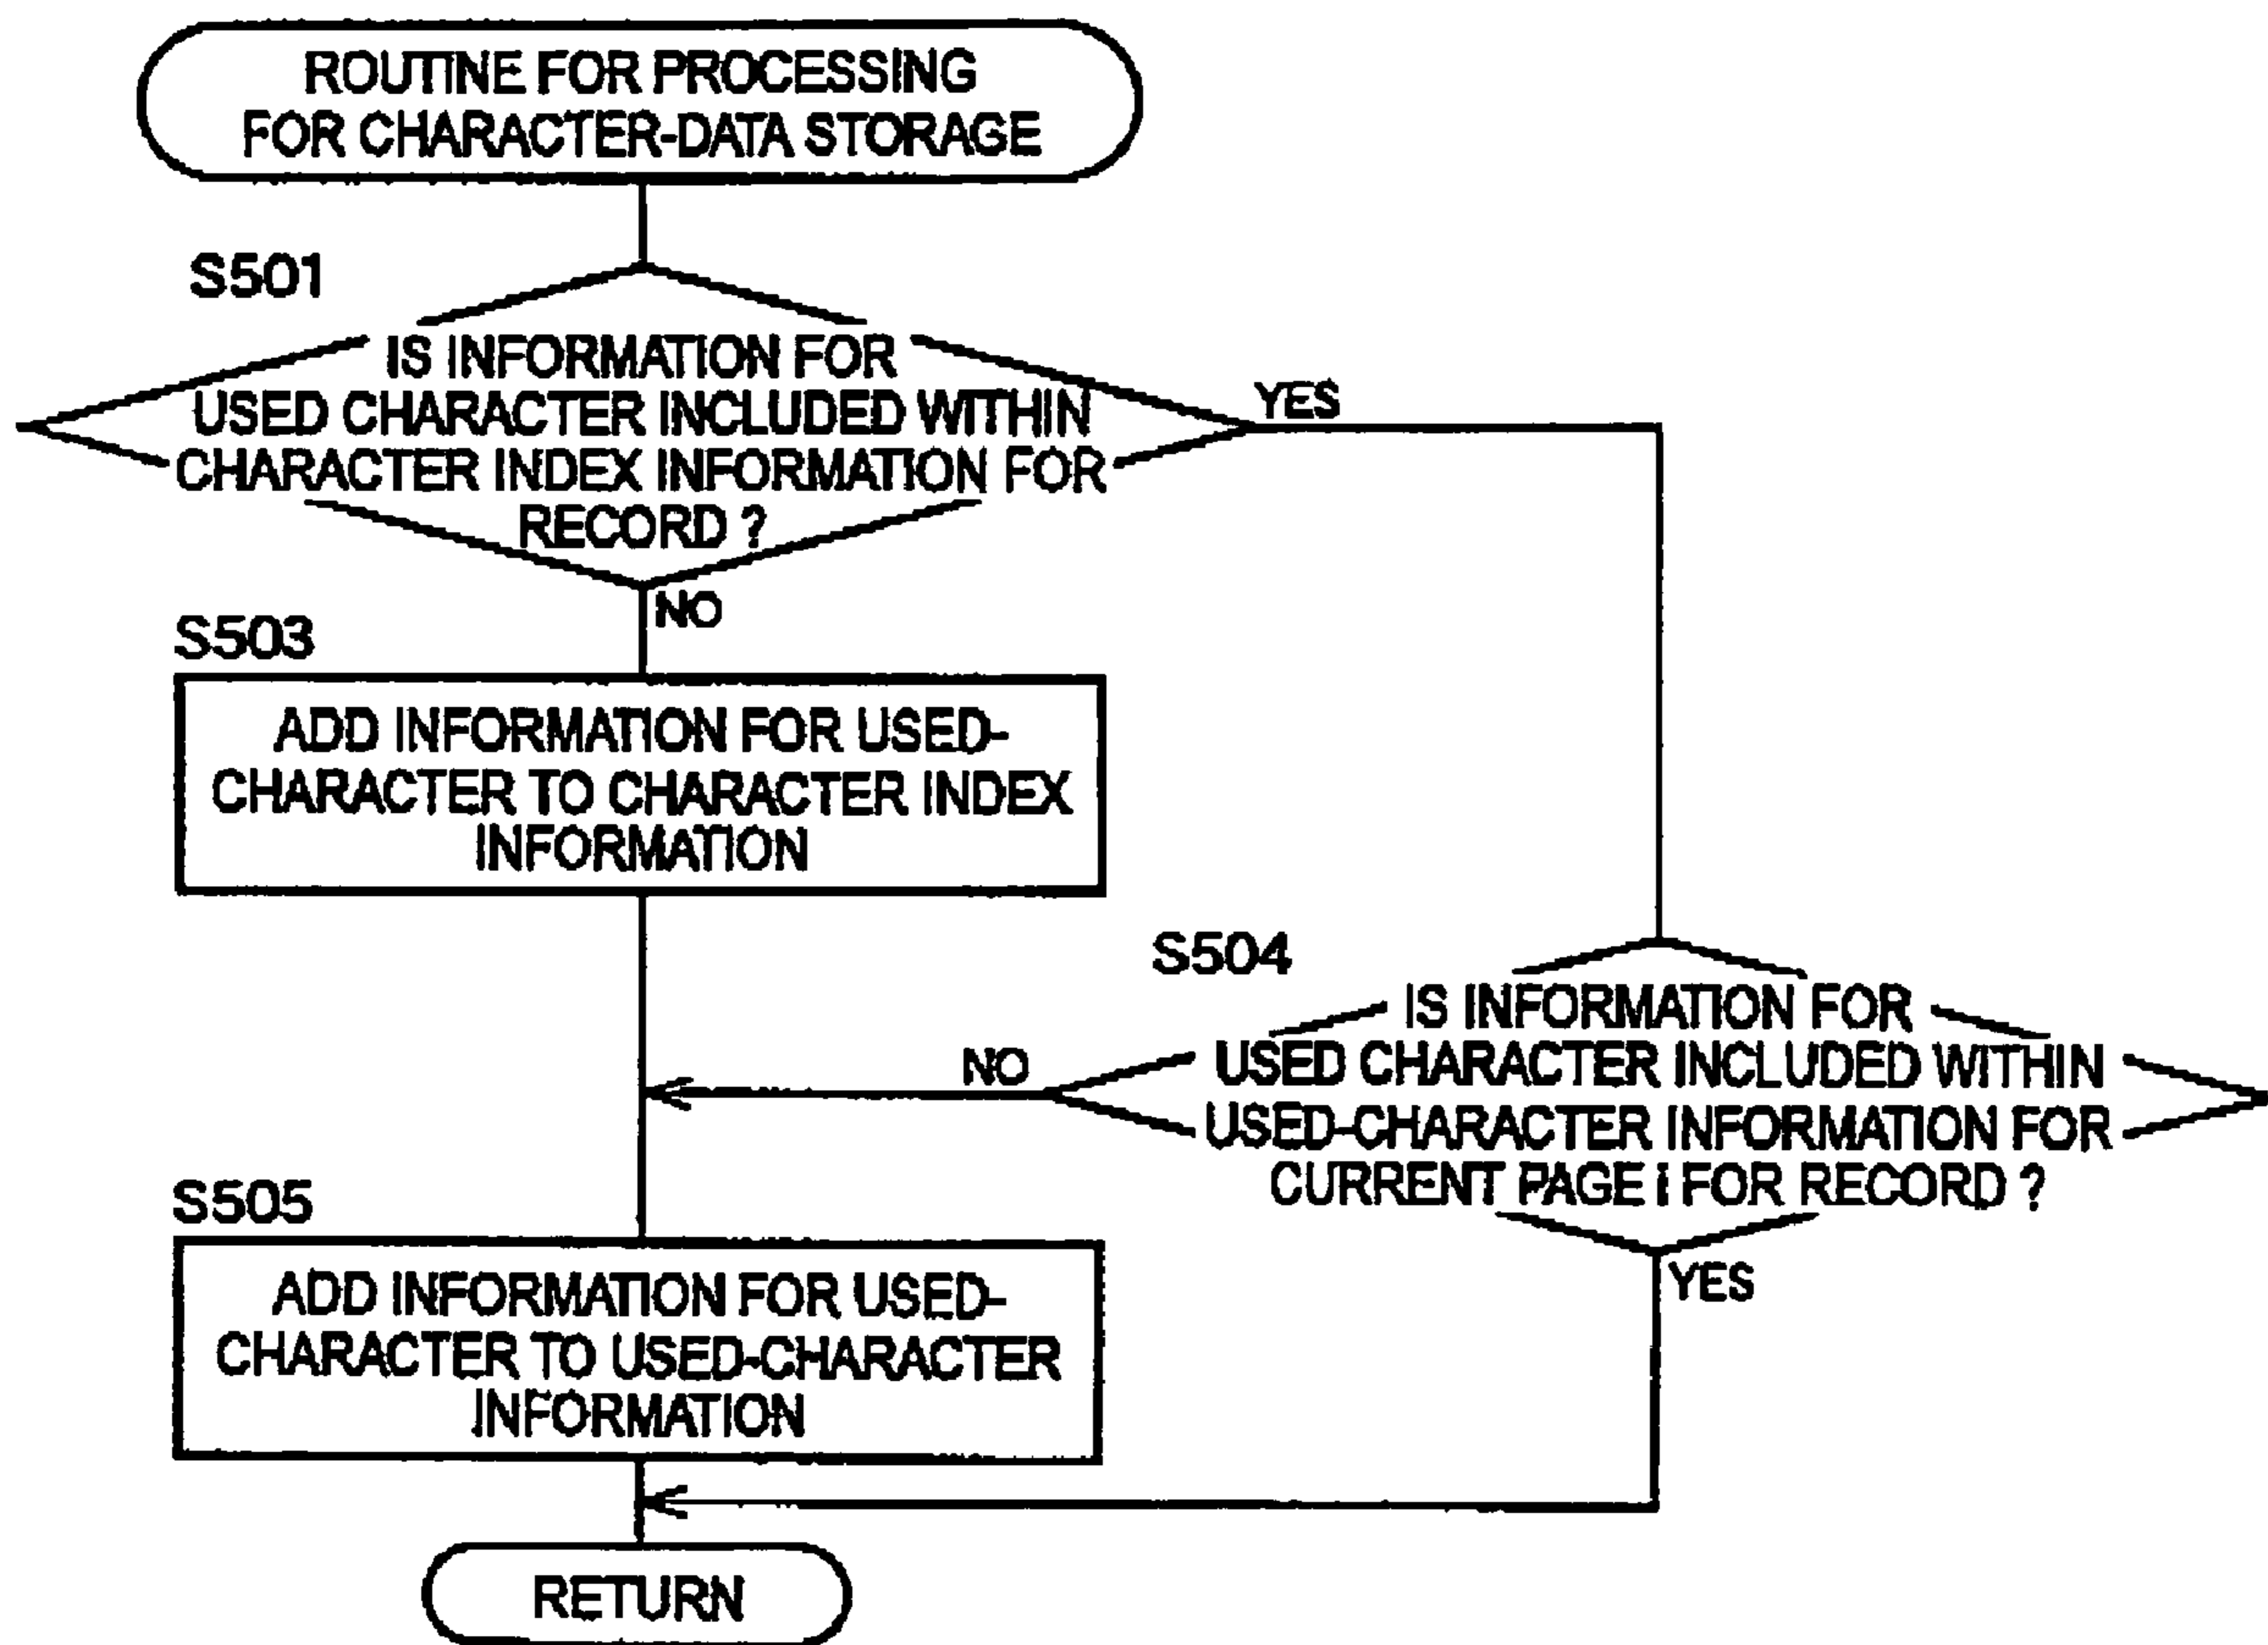 ROUTINE FOR PROCESSING
FOR CHARACTER-DATA STORAGE
S501
IS INFORMATION FOR
USED CHARACTER INCLUDED WITHIN
CHARACTER INDEX INFORMATION FOR
RECORD ?
YES
NO
S503
ADD INFORMATION FOR USED-
CHARACTER TO CHARACTER INDEX
INFORMATION
S504
IS INFORMATION FOR
USED CHARACTER INCLUDED WITHIN
USED-CHARACTER INFORMATION FOR
CURRENT PAGE i FOR RECORD ?
NO
YES
S505
ADD INFORMATION FOR USED-
CHARACTER TO USED-CHARACTER
INFORMATION
RETURN